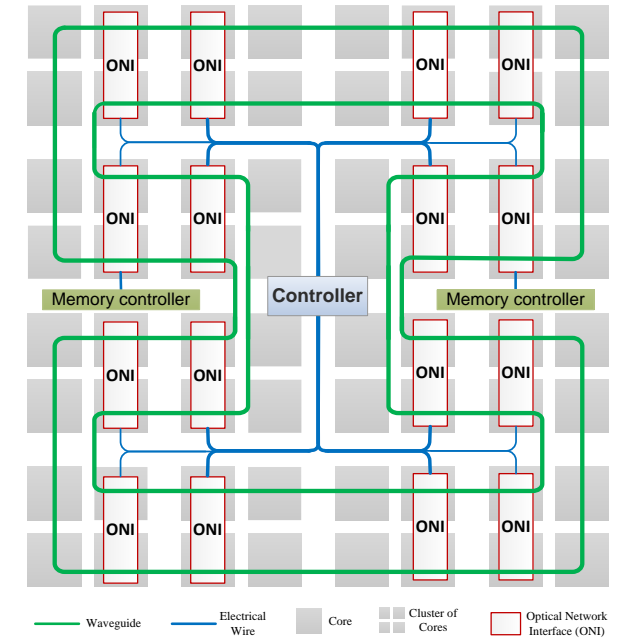 ONI ONI ONI ONI
ONI ONI ONI ONI
Memory controller
Controller
Memory controller
ONI ONI ONI ONI
ONI ONI ONI ONI
Waveguide
Electrical
Wire
Core
Cluster of
Cores
Optical Network
Interface (ONI)